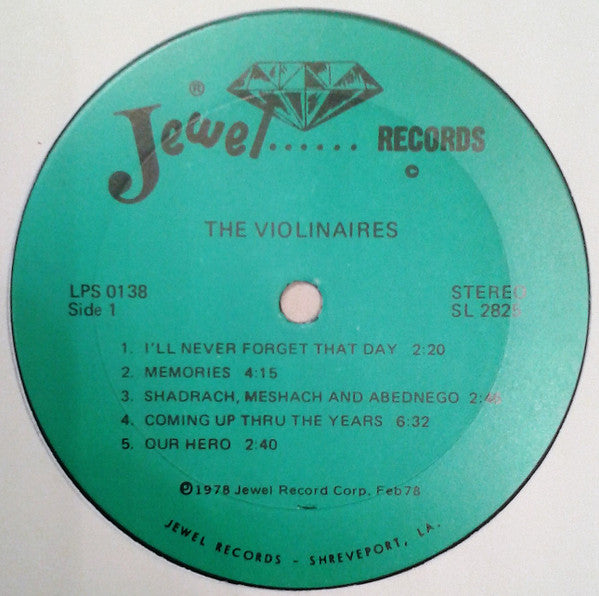 ®
Jewel...... RECORDS
©
THE VIOLINAIRES
LPS 0138
Side 1
STEREO
SL 2825
1. I'LL NEVER FORGET THAT DAY 2:20
2. MEMORIES 4:15
3. SHADRACH, MESHACH AND ABEDNEGO
4. COMING UP THRU THE YEARS 6:32
5. OUR HERO 2:40
℗1978 Jewel Record Corp. Feb78
JEWEL RECORDS - SHREVEPORT, LA.